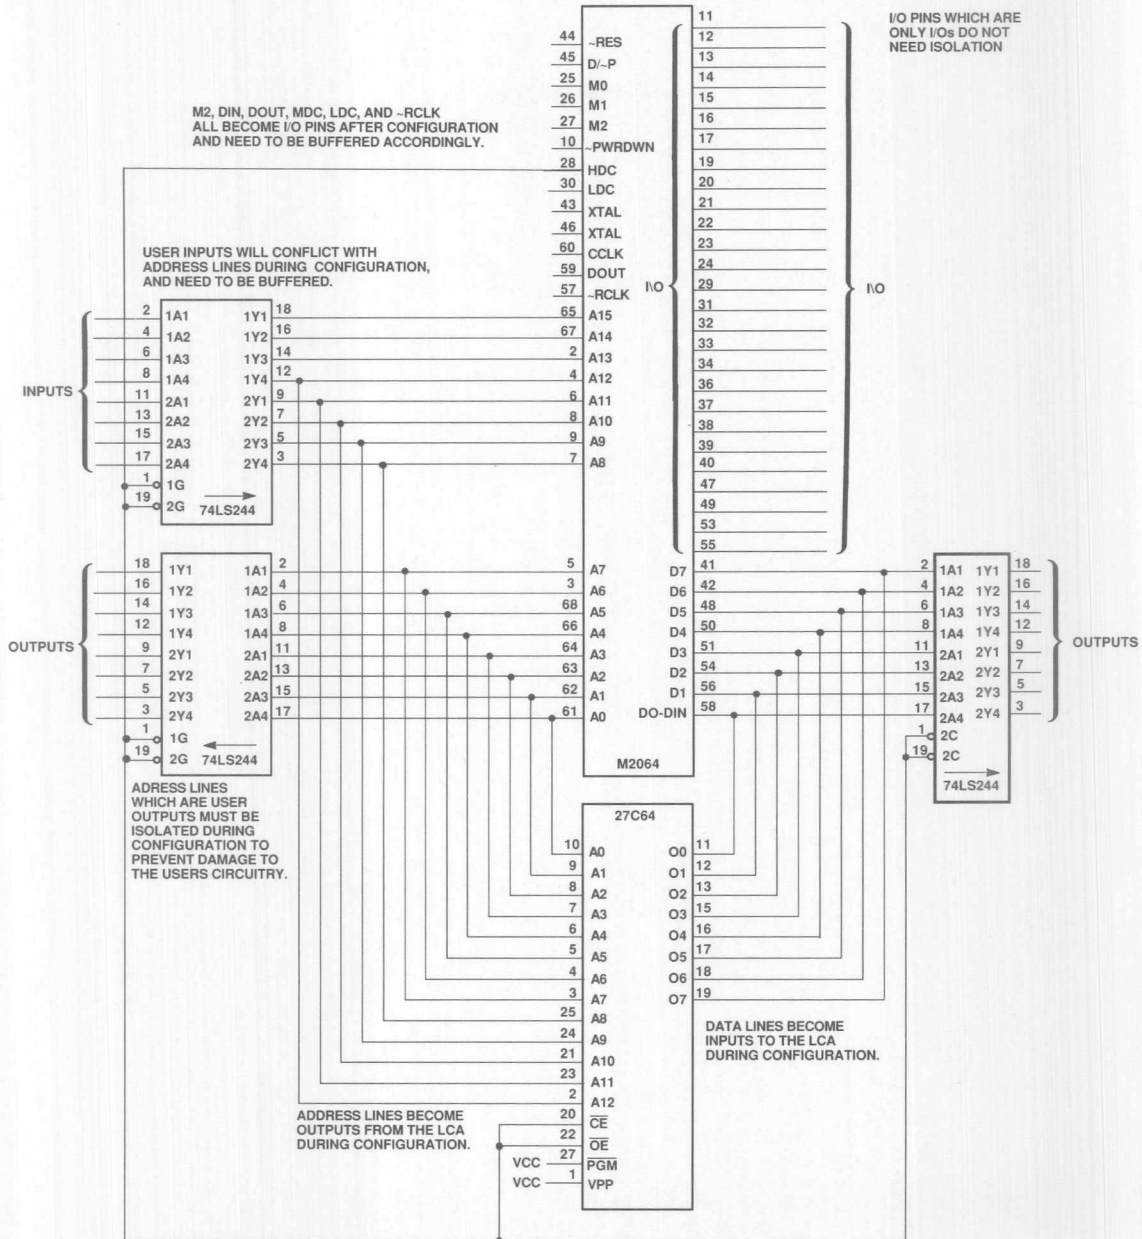 I/O PINS WHICH ARE
ONLY I/Os DO NOT
NEED ISOLATION
M2, DIN, DOUT, MDC, LDC, AND ~RCLK
ALL BECOME I/O PINS AFTER CONFIGURATION
AND NEED TO BE BUFFERED ACCORDINGLY.
44 ~RES
45 D/~P
25 M0
26 M1
27 M2
10 ~PWRDWN
28 HDC
30 LDC
43 XTAL
46 XTAL
60 CCLK
59 DOUT
57 ~RCLK
65 A15
67 A14
2 A13
4 A12
6 A11
8 A10
9 A9
7 A8
5 A7
3 A6
68 A5
66 A4
64 A3
63 A2
62 A1
61 A0
I\O
11
12
13
14
15
16
17
19
20
21
22
23
24
29
31
32
33
34
36
37
38
39
40
47
49
53
55
I\O
D7 41
D6 42
D5 48
D4 50
D3 51
D2 54
D1 56
DO-DIN 58
M2064
USER INPUTS WILL CONFLICT WITH
ADDRESS LINES DURING CONFIGURATION,
AND NEED TO BE BUFFERED.
INPUTS
2 1A1 1Y1 18
4 1A2 1Y2 16
6 1A3 1Y3 14
8 1A4 1Y4 12
11 2A1 2Y1 9
13 2A2 2Y2 7
15 2A3 2Y3 5
17 2A4 2Y4 3
1 1G
19 2G
74LS244
OUTPUTS
18 1Y1 1A1 2
16 1Y2 1A2 4
14 1Y3 1A3 6
12 1Y4 1A4 8
9 2Y1 2A1 11
7 2Y2 2A2 13
5 2Y3 2A3 15
3 2Y4 2A4 17
1 1G
19 2G
74LS244
ADRESS LINES
WHICH ARE USER
OUTPUTS MUST BE
ISOLATED DURING
CONFIGURATION TO
PREVENT DAMAGE TO
THE USERS CIRCUITRY.
2 1A1 1Y1 18
4 1A2 1Y2 16
6 1A3 1Y3 14
8 1A4 1Y4 12
11 2A1 2Y1 9
13 2A2 2Y2 7
15 2A3 2Y3 5
17 2A4 2Y4 3
1 2C
19 2C
74LS244
OUTPUTS
27C64
10 A0 O0 11
9 A1 O1 12
8 A2 O2 13
7 A3 O3 15
6 A4 O4 16
5 A5 O5 17
4 A6 O6 18
3 A7 O7 19
25 A8
24 A9
21 A10
23 A11
2 A12
20 CE
22 OE
VCC 27 PGM
VCC 1 VPP
DATA LINES BECOME
INPUTS TO THE LCA
DURING CONFIGURATION.
ADDRESS LINES BECOME
OUTPUTS FROM THE LCA
DURING CONFIGURATION.